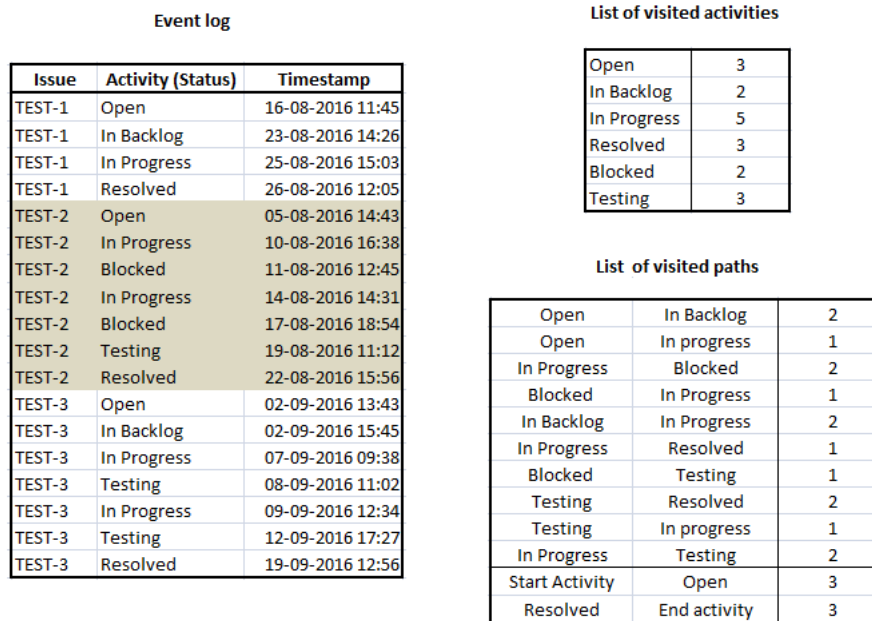 Event log
Issue Activity (Status) Timestamp
TEST-1 Open 16-08-2016 11:45
TEST-1 In Backlog 23-08-2016 14:26
TEST-1 In Progress 25-08-2016 15:03
TEST-1 Resolved 26-08-2016 12:05
TEST-2 Open 05-08-2016 14:43
TEST-2 In Progress 10-08-2016 16:38
TEST-2 Blocked 11-08-2016 12:45
TEST-2 In Progress 14-08-2016 14:31
TEST-2 Blocked 17-08-2016 18:54
TEST-2 Testing 19-08-2016 11:12
TEST-2 Resolved 22-08-2016 15:56
TEST-3 Open 02-09-2016 13:43
TEST-3 In Backlog 02-09-2016 15:45
TEST-3 In Progress 07-09-2016 09:38
TEST-3 Testing 08-09-2016 11:02
TEST-3 In Progress 09-09-2016 12:34
TEST-3 Testing 12-09-2016 17:27
TEST-3 Resolved 19-09-2016 12:56
List of visited activities
Open 3
In Backlog 2
In Progress 5
Resolved 3
Blocked 2
Testing 3
List of visited paths
Open In Backlog 2
Open In progress 1
In Progress Blocked 2
Blocked In Progress 1
In Backlog In Progress 2
In Progress Resolved 1
Blocked Testing 1
Testing Resolved 2
Testing In progress 1
In Progress Testing 2
Start Activity Open 3
Resolved End activity 3